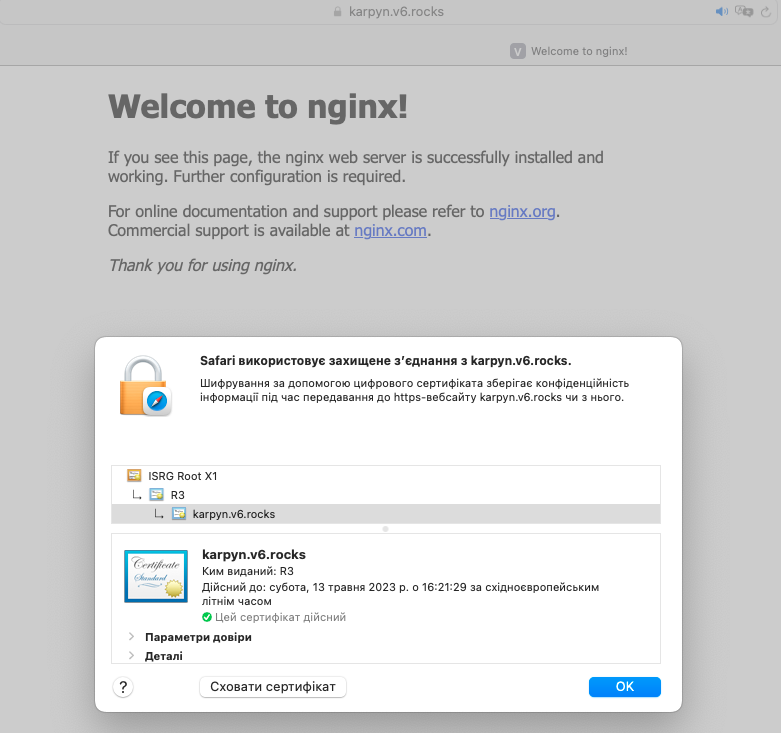 karpyn.v6.rocks
V Welcome to nginx!
Welcome to nginx!
If you see this page, the nginx web server is successfully installed and
working. Further configuration is required.
For online documentation and support please refer to nginx.org.
Commercial support is available at nginx.com.
Thank you for using nginx.
Safari використовує захищене з’єднання з karpyn.v6.rocks.
Шифрування за допомогою цифрового сертифіката зберігає конфіденційність
інформації під час передавання до https-вебсайту karpyn.v6.rocks чи з нього.
ISRG Root X1
R3
karpyn.v6.rocks
Certificate
Standard
karpyn.v6.rocks
Ким виданий: R3
Дійсний до: субота, 13 травня 2023 р. о 16:21:29 за східноєвропейським
літнім часом
Цей сертифікат дійсний
Параметри довіри
Деталі
? Сховати сертифікат OK